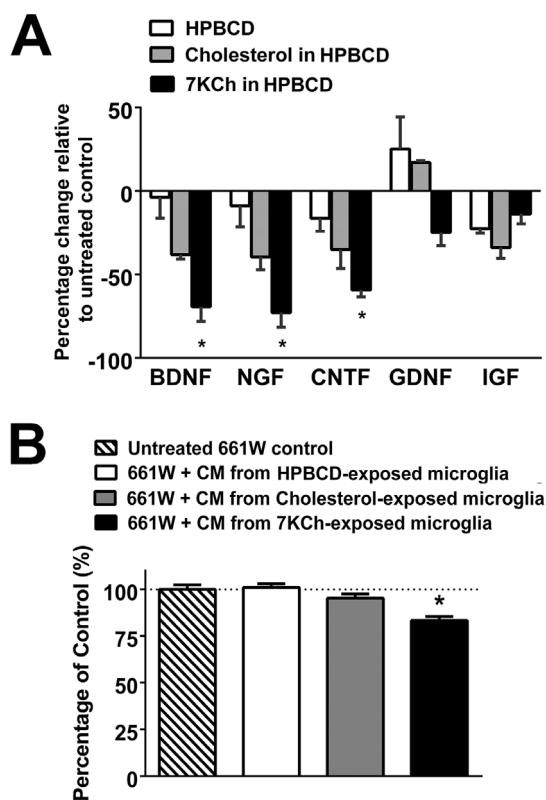 A
HPBCD
Cholesterol in HPBCD
7KCh in HPBCD
Percentage change relative
to untreated control
50
0
-50
-100
BDNF NGF CNTF GDNF IGF
* * *
B
Untreated 661W control
661W + CM from HPBCD-exposed microglia
661W + CM from Cholesterol-exposed microglia
661W + CM from 7KCh-exposed microglia
Percentage of Control (%)
100
75
50
25
0
*